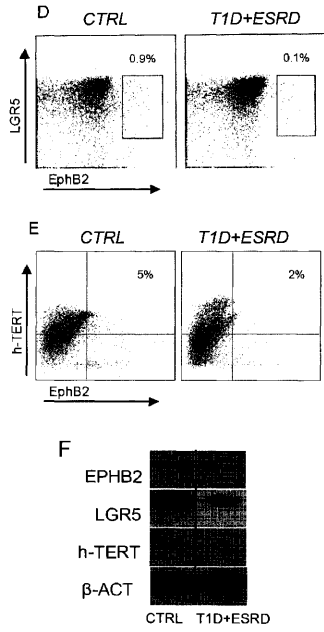 D
CTRL
T1D+ESRD
0.9%
0.1%
LGR5
EphB2
E
CTRL
T1D+ESRD
5%
2%
h-TERT
EphB2
F
EPHB2
LGR5
h-TERT
β-ACT
CTRL T1D+ESRD